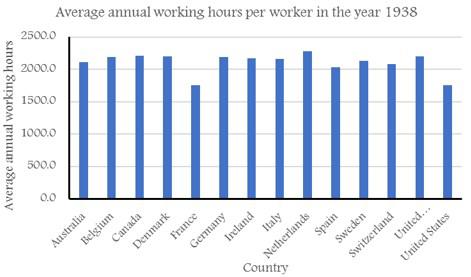 Average annual working hours per worker in the year 1938
Average annual working hours
2500.0
2000.0
1500.0
1000.0
500.0
0.0
Australia
Belgium
Canada
Denmark
France
Germany
Ireland
Italy
Netherlands
Spain
Sweden
Switzerland
United...
United States
Country